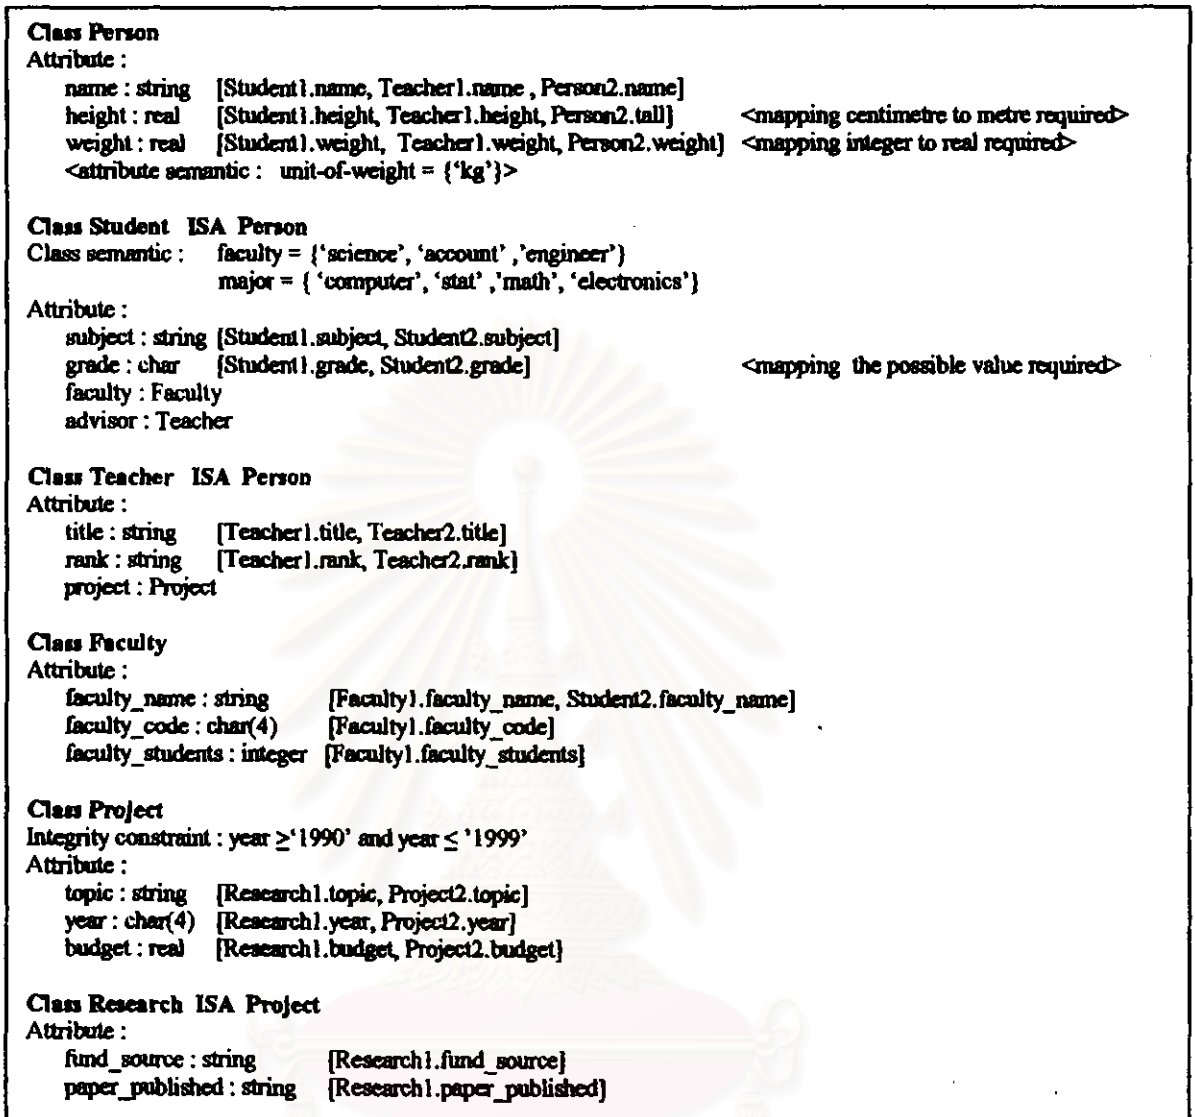 Class Person
Attribute :
name : string [Student1.name, Teacher1.name , Person2.name]
height : real [Student1.height, Teacher1.height, Person2.tall] <mapping centimetre to metre required>
weight : real [Student1.weight, Teacher1.weight, Person2.weight] <mapping integer to real required>
<attribute semantic : unit-of-weight = {‘kg’}>
Class Student ISA Person
Class semantic : faculty = {‘science’, ‘account’ ,’engineer’}
major = { ‘computer’, ‘stat’ ,’math’, ‘electronics’}
Attribute :
subject : string [Student1.subject, Student2.subject]
grade : char [Student1.grade, Student2.grade] <mapping the possible value required>
faculty : Faculty
advisor : Teacher
Class Teacher ISA Person
Attribute :
title : string [Teacher1.title, Teacher2.title]
rank : string [Teacher1.rank, Teacher2.rank]
project : Project
Class Faculty
Attribute :
faculty_name : string [Faculty1.faculty_name, Student2.faculty_name]
faculty_code : char(4) [Faculty1.faculty_code]
faculty_students : integer [Faculty1.faculty_students]
Class Project
Integrity constraint : year ≥‘1990’ and year ≤ ‘1999’
Attribute :
topic : string [Research1.topic, Project2.topic]
year : char(4) [Research1.year, Project2.year]
budget : real [Research1.budget, Project2.budget]
Class Research ISA Project
Attribute :
fund_source : string [Research1.fund_source]
paper_published : string [Research1.paper_published]